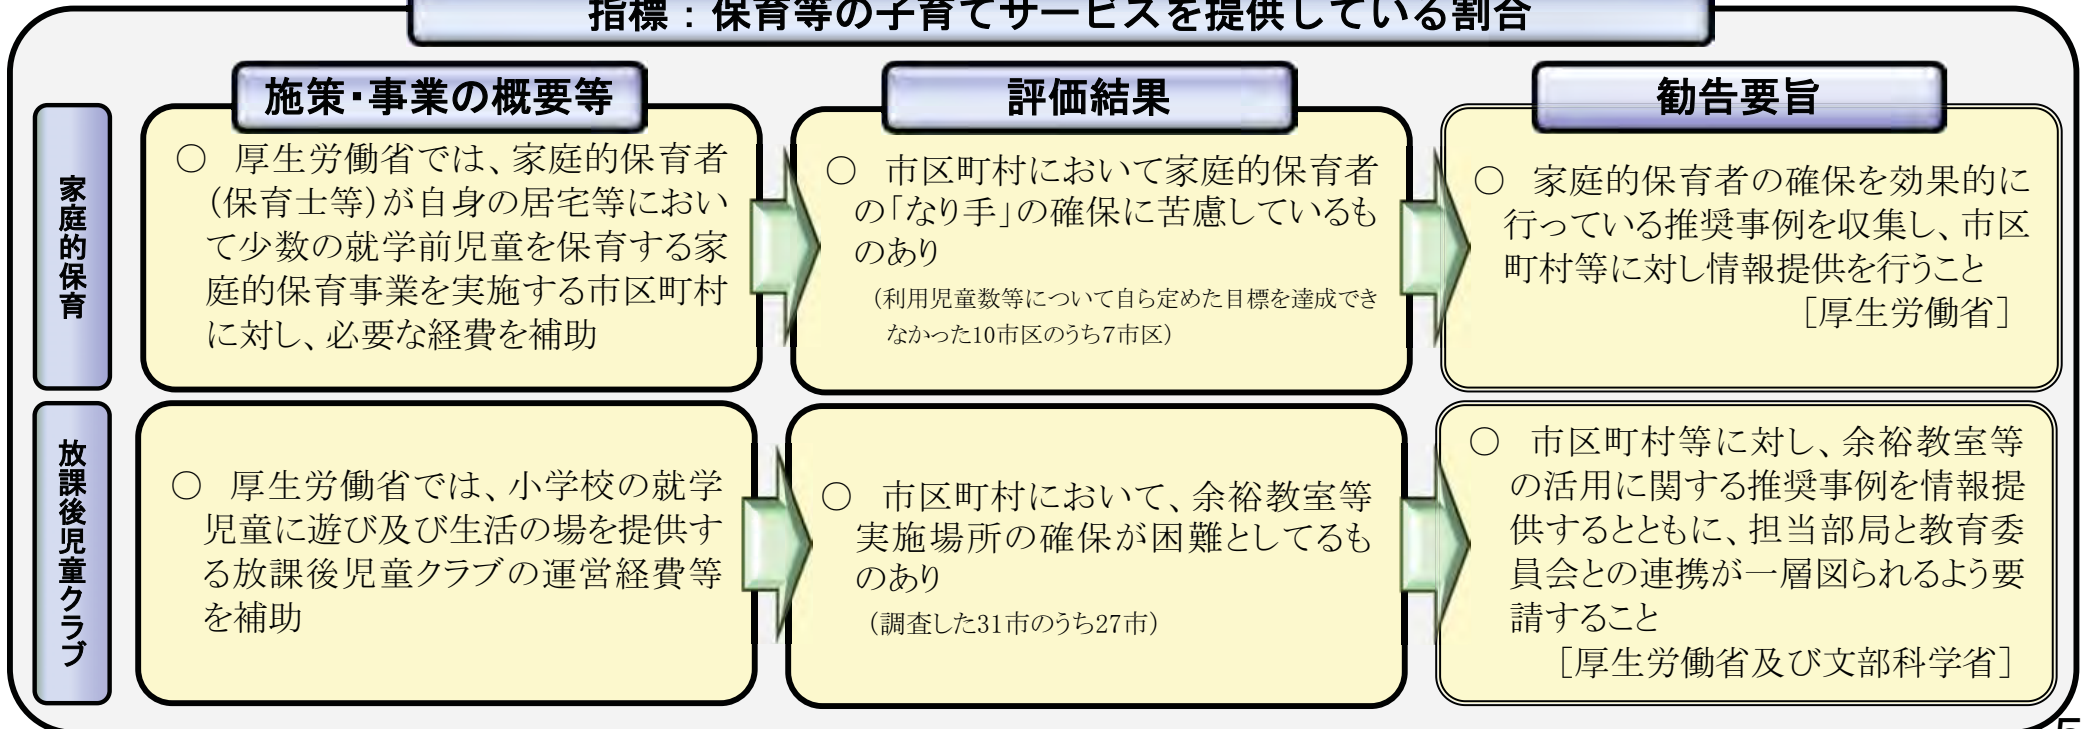 指標：保育等の子育てサービスを提供している割合
施策・事業の概要等
評価結果
勧告要旨
家庭的保育
○ 厚生労働省では、家庭的保育者
（保育士等）が自身の居宅等におい
て少数の就学前児童を保育する家
庭的保育事業を実施する市区町村
に対し、必要な経費を補助
○ 市区町村において家庭的保育者
の「なり手」の確保に苦慮しているも
のあり
（利用児童数等について自ら定めた目標を達成でき
なかった10市区のうち7市区）
○ 家庭的保育者の確保を効果的に
行っている推奨事例を収集し、市区
町村等に対し情報提供を行うこと
［厚生労働省］
放課後児童クラブ
○ 厚生労働省では、小学校の就学
児童に遊び及び生活の場を提供す
る放課後児童クラブの運営経費等
を補助
○ 市区町村において、余裕教室等
実施場所の確保が困難としてるも
のあり
（調査した31市のうち27市）
○ 市区町村等に対し、余裕教室等
の活用に関する推奨事例を情報提
供するとともに、担当部局と教育委
員会との連携が一層図られるよう要
請すること
［厚生労働省及び文部科学省］